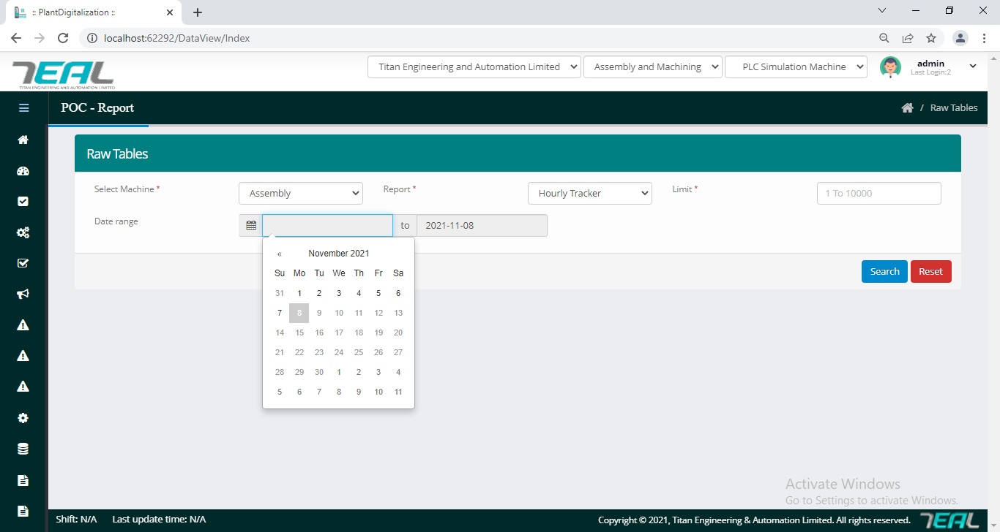 :: PlantDigitalization ::
localhost:62292/DataView/Index
TEAL
TITAN ENGINEERING AND AUTOMATION LIMITED
Titan Engineering and Automation Limited
Assembly and Machining
PLC Simulation Machine
admin
Last Login:2
POC - Report
/ Raw Tables
Raw Tables
Select Machine *
Assembly
Report *
Hourly Tracker
Limit *
1 To 10000
Date range
to
2021-11-08
« November 2021
Su Mo Tu We Th Fr Sa
31 1 2 3 4 5 6
7 8 9 10 11 12 13
14 15 16 17 18 19 20
21 22 23 24 25 26 27
28 29 30 1 2 3 4
5 6 7 8 9 10 11
Search
Reset
Activate Windows
Go to Settings to activate Windows.
Shift: N/A
Last update time: N/A
Copyright © 2021, Titan Engineering & Automation Limited. All rights reserved.
TEAL